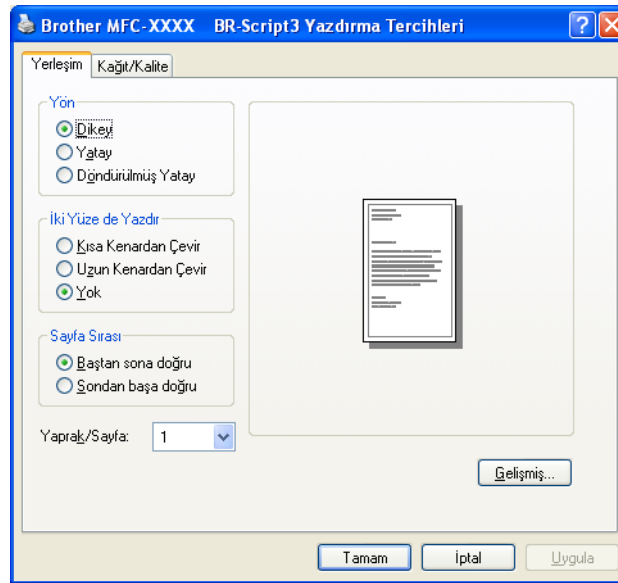 Brother MFC-XXXX BR-Script3 Yazdırma Tercihleri
Yerleşim Kağıt/Kalite
Yön
Dikey
Yatay
Döndürülmüş Yatay
İki Yüze de Yazdır
Kısa Kenardan Çevir
Uzun Kenardan Çevir
Yok
Sayfa Sırası
Baştan sona doğru
Sondan başa doğru
Yaprak/Sayfa: 1
Gelişmiş...
Tamam İptal Uygula